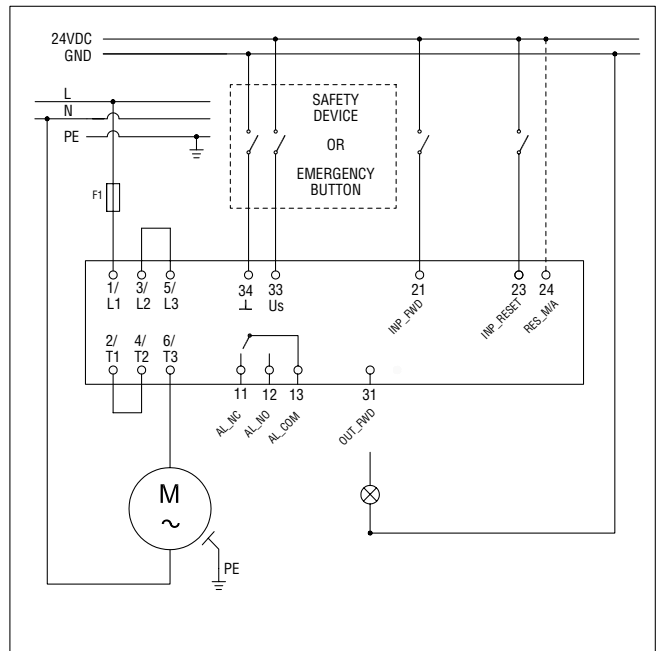 24VDC
GND
L
N
PE
F1
SAFETY
DEVICE
OR
EMERGENCY
BUTTON
1/
L1
3/
L2
5/
L3
34
⊥
33
Us
21
INP_FWD
23
INP_RESET
24
RES_M/A
2/
T1
4/
T2
6/
T3
11
AL_NC
12
AL_NO
13
AL_COM
31
OUT_FWD
M
~
PE